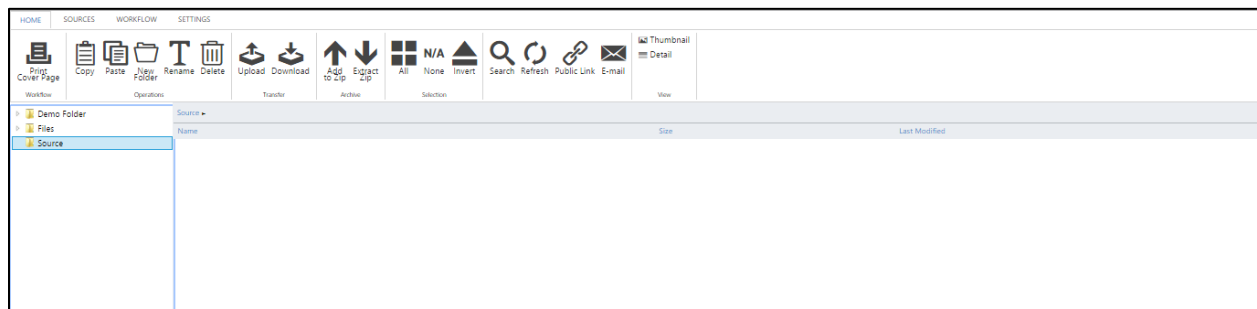 HOME SOURCES WORKFLOW SETTINGS
Print Cover Page
Copy Paste New Folder Rename Delete
Upload Download
Add to Zip Extract Zip
N/A
All None Invert
Search Refresh Public Link E-mail
Thumbnail
Detail
Workflow Operations Transfer Archive Selection View
Demo Folder
Files
Source
Source
Name Size Last Modified